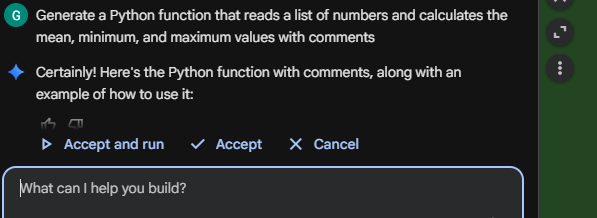 G Generate a Python function that reads a list of numbers and calculates the
mean, minimum, and maximum values with comments
Certainly! Here's the Python function with comments, along with an
example of how to use it:
Accept and run Accept Cancel
What can I help you build?